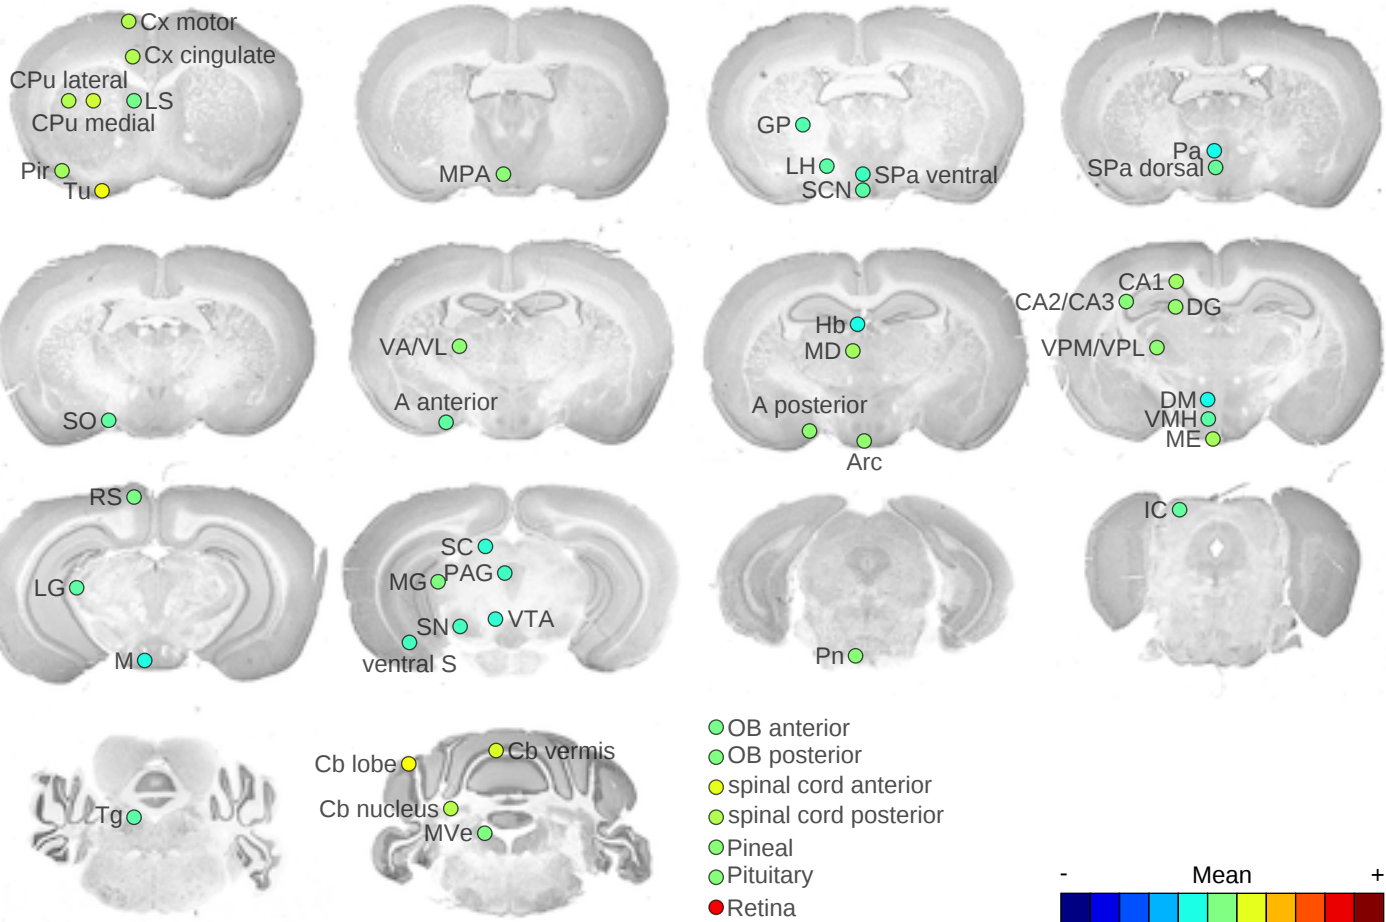 Cx motor
Cx cingulate
CPu lateral
LS
CPu medial
Pir
Tu
MPA
GP
LH
SPa ventral
SCN
Pa
SPa dorsal
SO
VA/VL
A anterior
Hb
MD
A posterior
Arc
CA1
CA2/CA3
DG
VPM/VPL
DM
VMH
ME
RS
LG
M
SC
MG
PAG
SN
VTA
ventral S
Pn
IC
Tg
Cb lobe
Cb vermis
Cb nucleus
MVe
OB anterior
OB posterior
spinal cord anterior
spinal cord posterior
Pineal
Pituitary
Retina
- Mean +